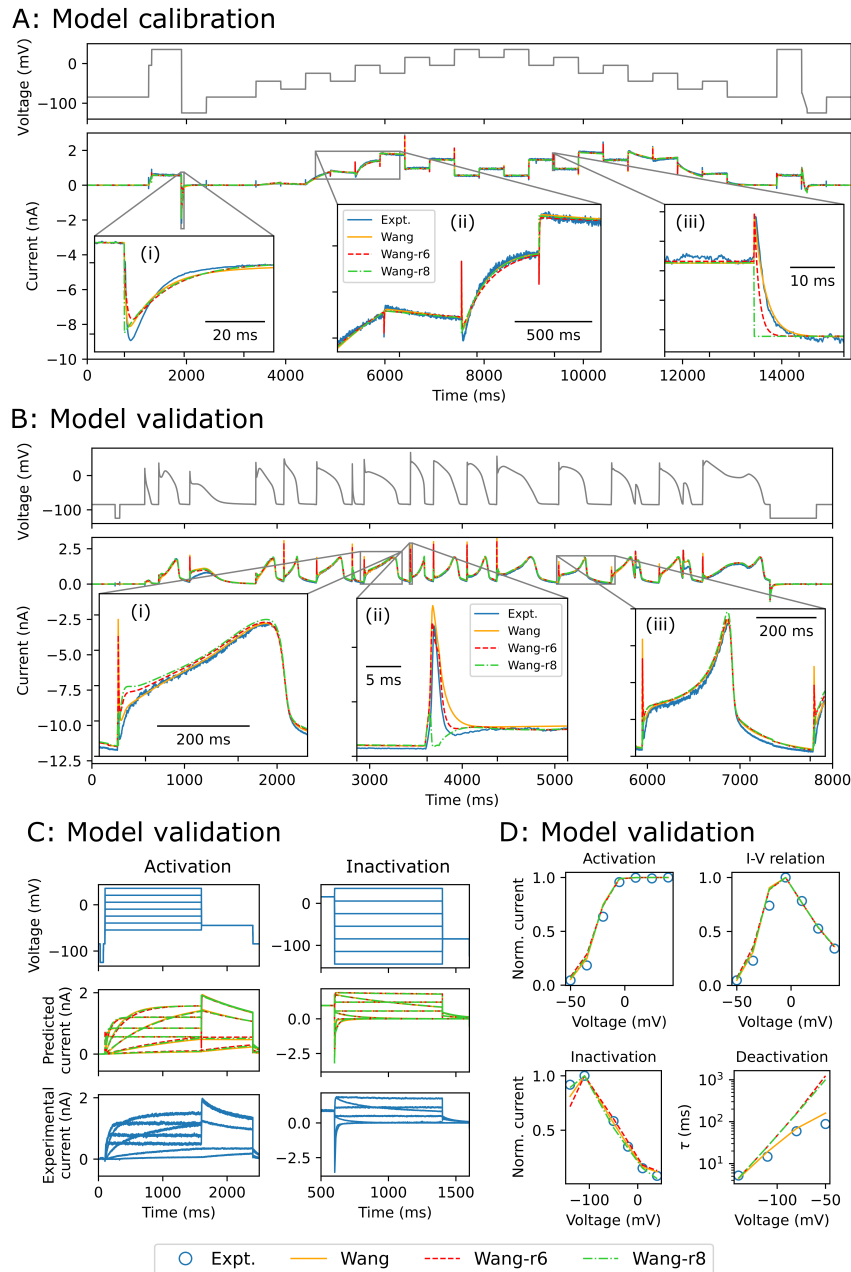 A: Model calibration
Voltage (mV)
0
−100
Current (nA)
2
0
−2
−4
−6
−8
−10
(i)
20 ms
Expt.
Wang
Wang-r6
Wang-r8
(ii)
500 ms
(iii)
10 ms
0 2000 4000 6000 8000 10000 12000 14000
Time (ms)
B: Model validation
Voltage (mV)
0
−100
Current (nA)
2.5
0.0
−2.5
−5.0
−7.5
−10.0
−12.5
(i)
200 ms
(ii)
5 ms
Expt.
Wang
Wang-r6
Wang-r8
(iii)
200 ms
0 1000 2000 3000 4000 5000 6000 7000 8000
Time (ms)
C: Model validation
Activation Inactivation
Voltage (mV)
0
−100
0
−100
Predicted
current (nA)
2
0
0.0
−2.5
Experimental
current (nA)
2
0
0.0
−2.5
0 1000 2000
Time (ms)
500 1000 1500
Time (ms)
D: Model validation
Activation
Norm. current
1.0
0.5
0.0
−50 0
Voltage (mV)
I-V relation
1.0
0.5
0.0
−50 0
Voltage (mV)
Inactivation
Norm. current
1.0
0.5
−100 0
Voltage (mV)
Deactivation
τ (ms)
10³
10²
10¹
−100 −50
Voltage (mV)
Expt. Wang Wang-r6 Wang-r8